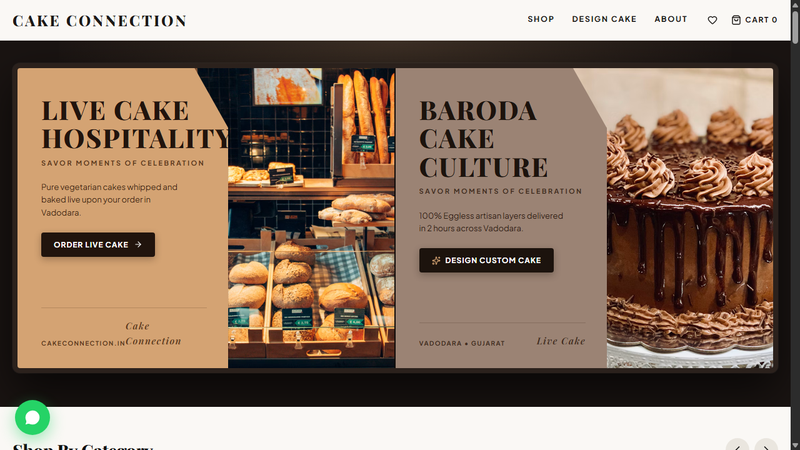 CAKE CONNECTION
SHOP
DESIGN CAKE
ABOUT
CART 0
LIVE CAKE
HOSPITALITY
SAVOR MOMENTS OF CELEBRATION
Pure vegetarian cakes whipped and
baked live upon your order in
Vadodara.
ORDER LIVE CAKE →
CAKECONNECTION.IN
Cake
Connection
BARODA
CAKE
CULTURE
SAVOR MOMENTS OF CELEBRATION
100% Eggless artisan layers delivered
in 2 hours across Vadodara.
DESIGN CUSTOM CAKE
VADODARA • GUJARAT
Live Cake
Shop By Category